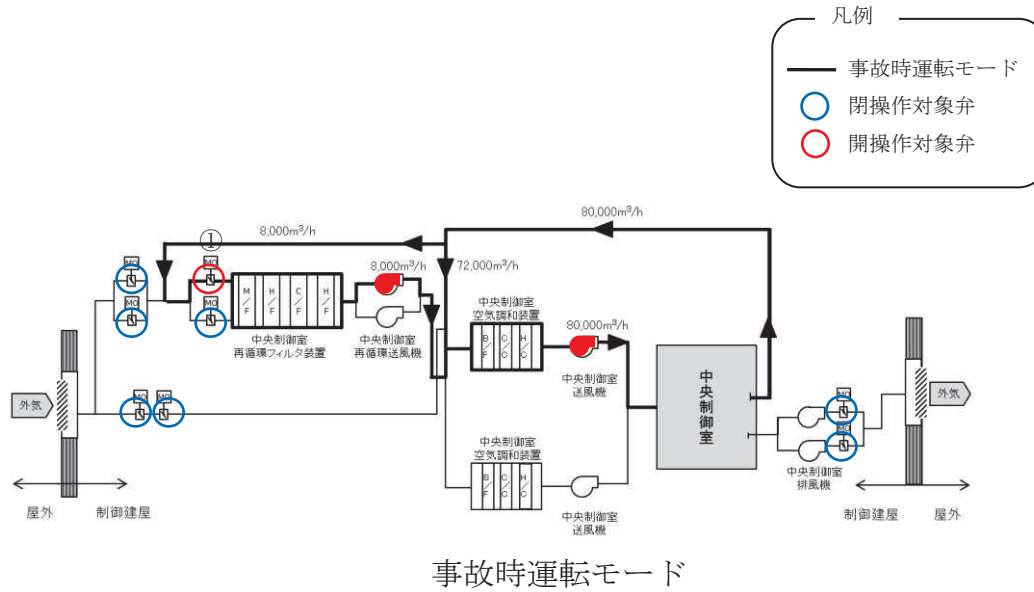 凡例
事故時運転モード
閉操作対象弁
開操作対象弁
80,000m³/h
8,000m³/h
①
MO
MO
8,000m³/h
72,000m³/h
MO
MO
M/F
H/F
C/F
H/F
中央制御室
再循環フィルタ装置
中央制御室
再循環送風機
中央制御室
空気調和装置
B/F
C/C
H/C
80,000m³/h
中央制御室
送風機
中央制御室
外気
MO
MO
中央制御室
空気調和装置
B/F
C/C
H/C
中央制御室
送風機
MO
MO
中央制御室
排風機
外気
屋外
制御建屋
制御建屋
屋外
事故時運転モード